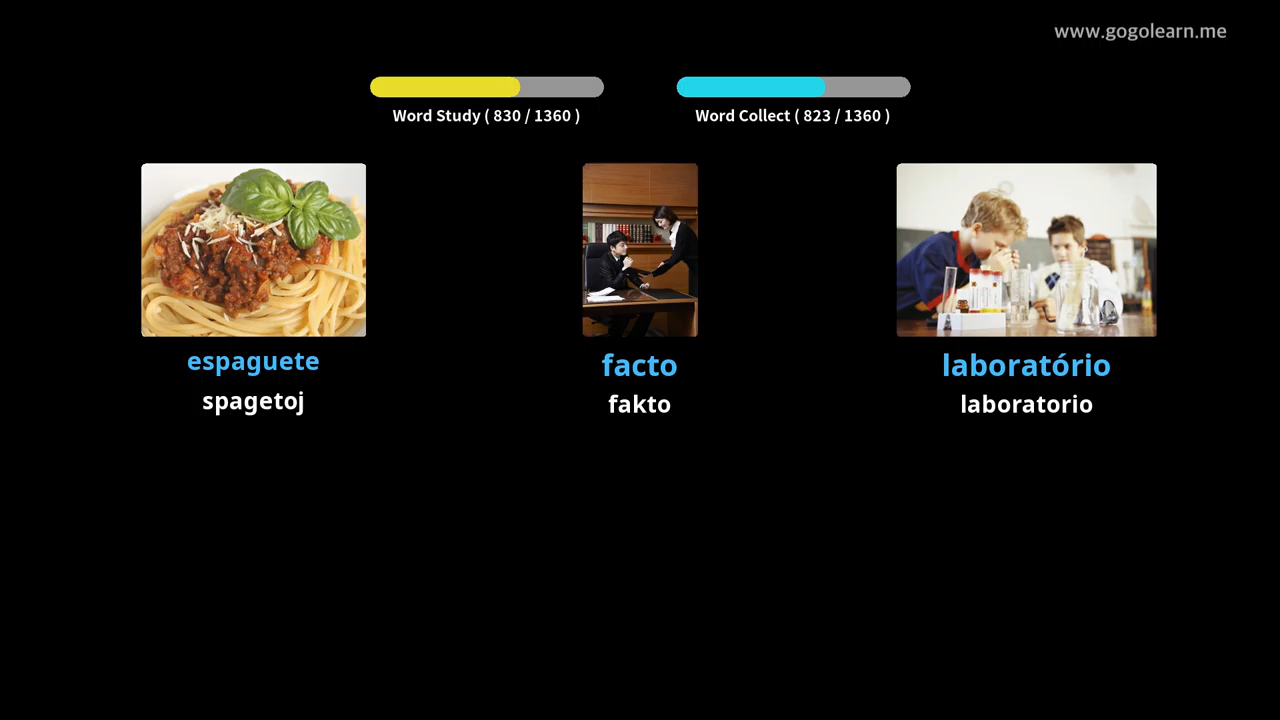 www.gogolearn.me
Word Study ( 830 / 1360 )
Word Collect ( 823 / 1360 )
espaguete
facto
laboratório
spagetoj
fakto
laboratorio